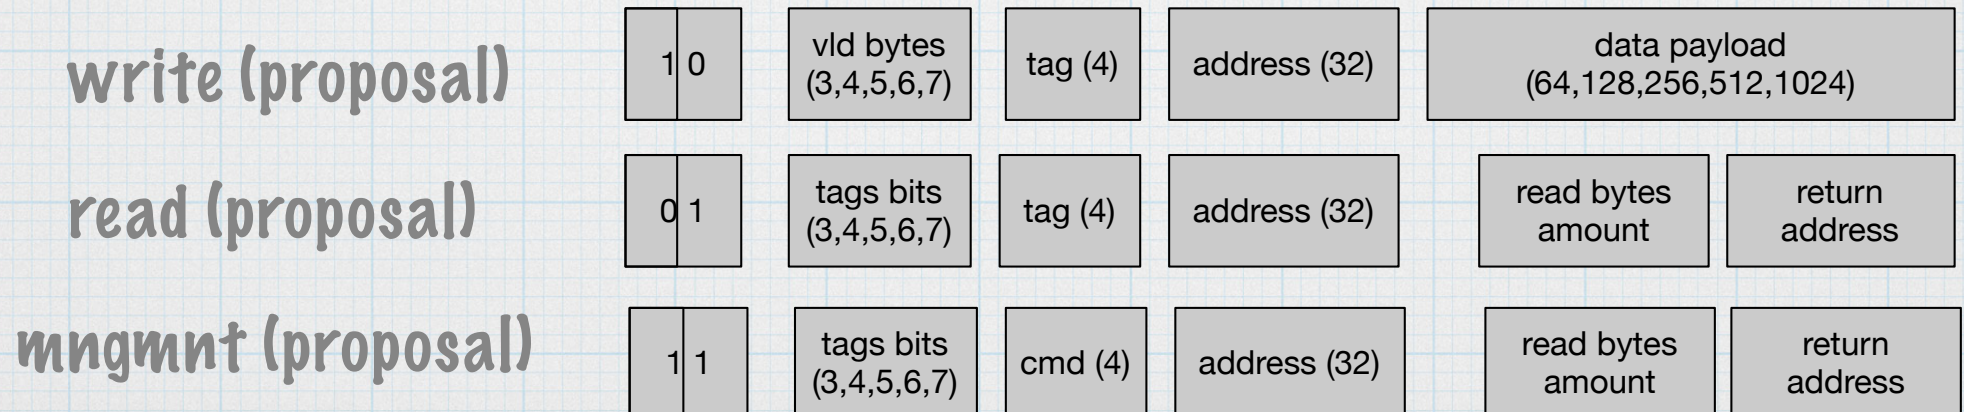 write (proposal)
1 0
vld bytes
(3,4,5,6,7)
tag (4)
address (32)
data payload
(64,128,256,512,1024)
read (proposal)
0 1
tags bits
(3,4,5,6,7)
tag (4)
address (32)
read bytes
amount
return
address
mngmnt (proposal)
1 1
tags bits
(3,4,5,6,7)
cmd (4)
address (32)
read bytes
amount
return
address